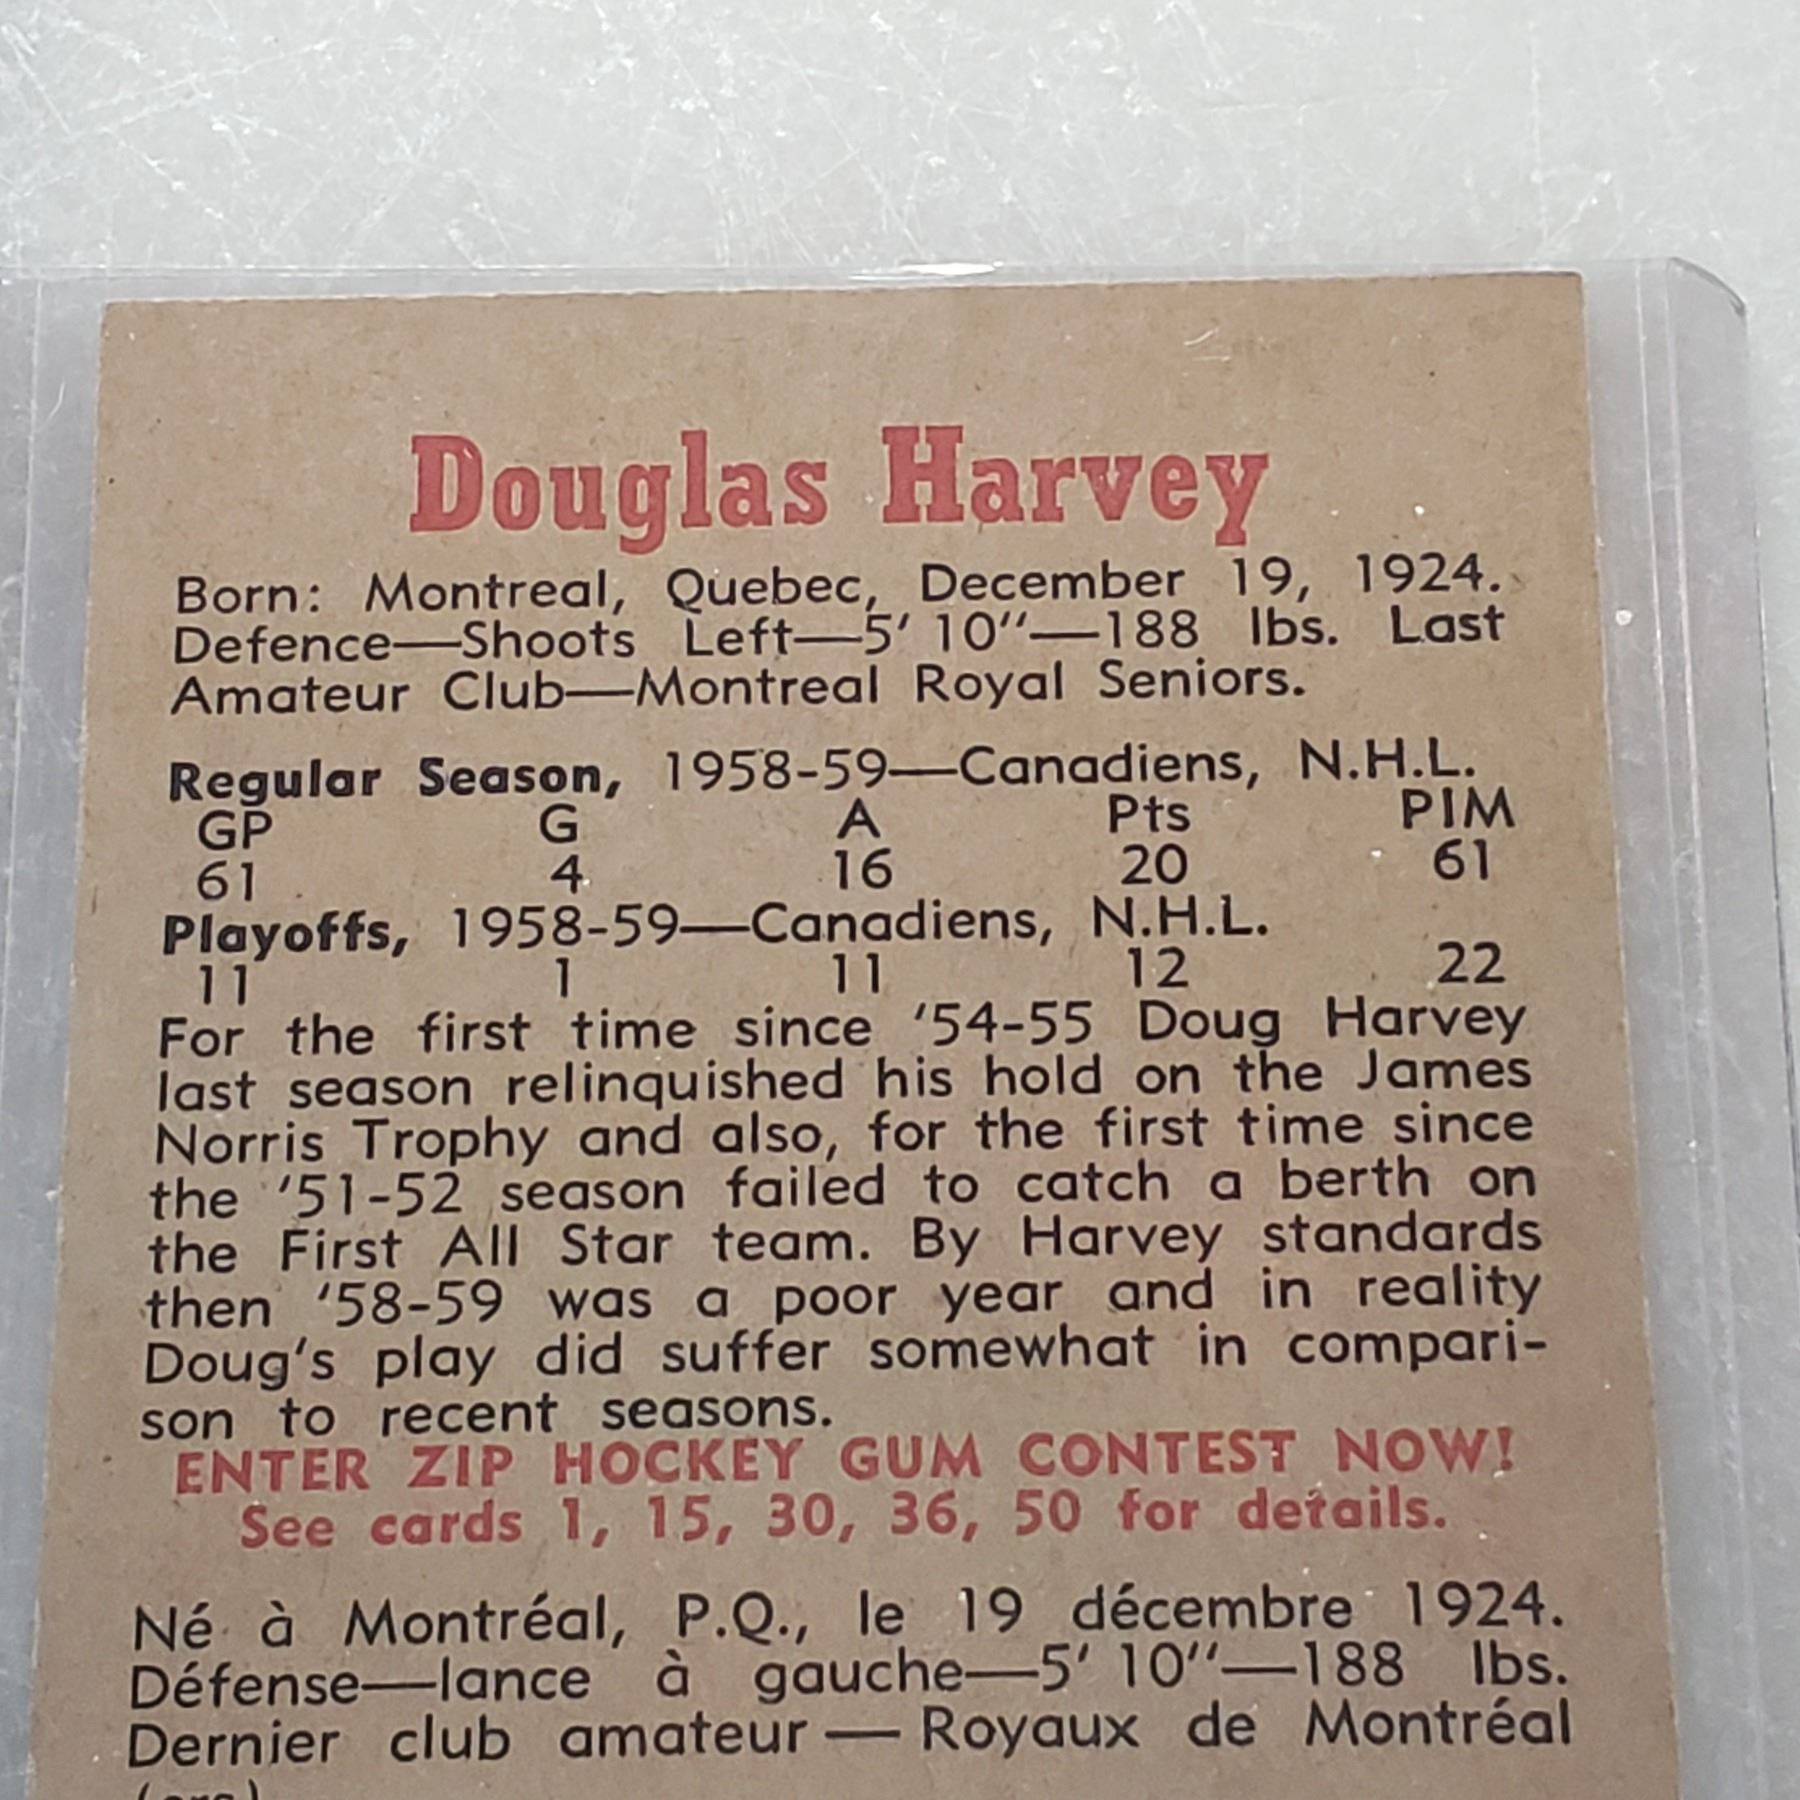 Douglas Harvey
Born: Montreal, Quebec, December 19, 1924.
Defence—Shoots Left—5' 10"—188 lbs. Last
Amateur Club—Montreal Royal Seniors.
Regular Season, 1958-59—Canadiens, N.H.L.
GP G A Pts PIM
61 4 16 20 61
Playoffs, 1958-59—Canadiens, N.H.L.
11 1 11 12 22
For the first time since '54-55 Doug Harvey
last season relinquished his hold on the James
Norris Trophy and also, for the first time since
the '51-52 season failed to catch a berth on
the First All Star team. By Harvey standards
then '58-59 was a poor year and in reality
Doug's play did suffer somewhat in compari-
son to recent seasons.
ENTER ZIP HOCKEY GUM CONTEST NOW!
See cards 1, 15, 30, 36, 50 for details.
Né à Montréal, P.Q., le 19 décembre 1924.
Défense—lance à gauche—5' 10"—188 lbs.
Dernier club amateur — Royaux de Montréal